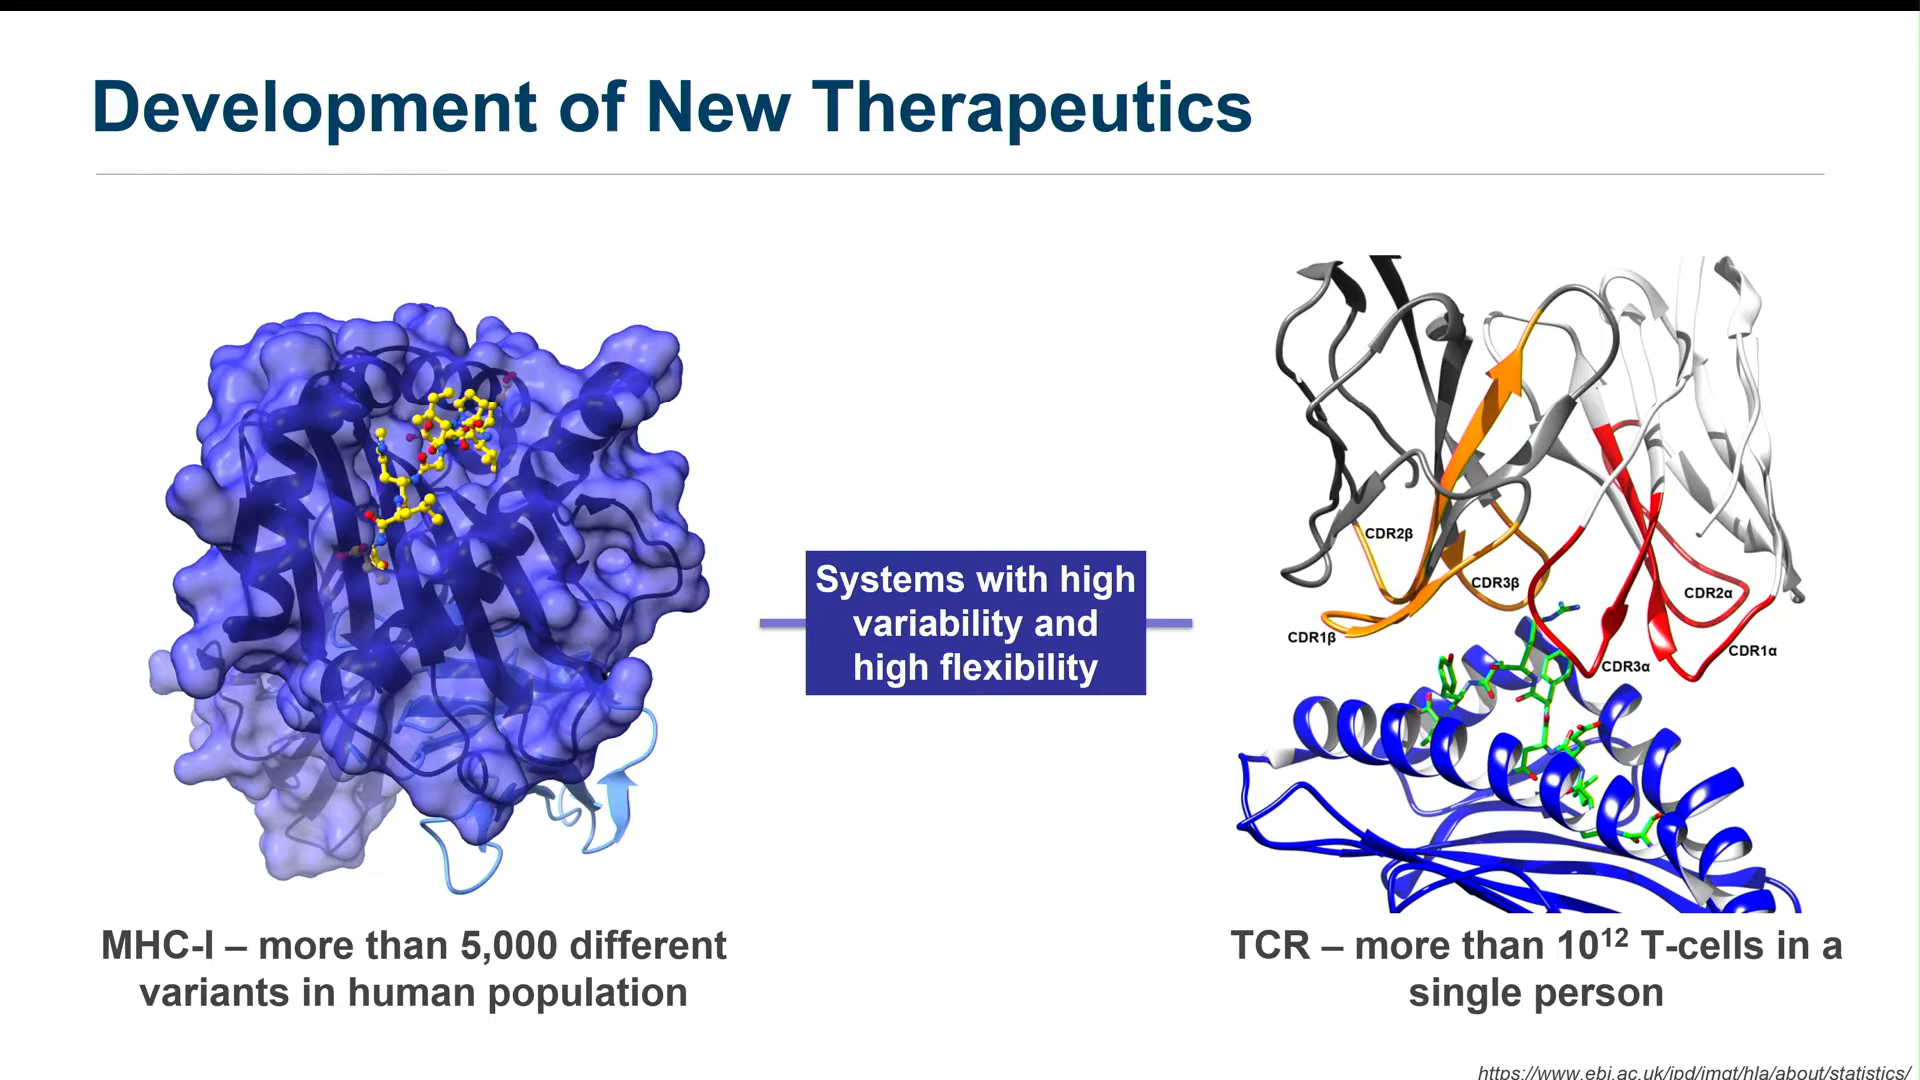 Development of New Therapeutics
Systems with high
variability and
high flexibility
CDR2β
CDR3β
CDR1β
CDR2α
CDR1α
CDR3α
MHC-I – more than 5,000 different
variants in human population
TCR – more than 10¹² T-cells in a
single person
https://www.ebi.ac.uk/ipd/imgt/hla/about/statistics/